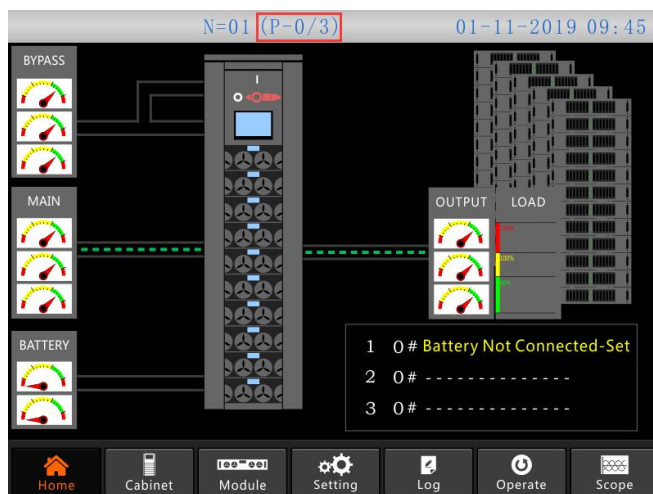 N=01 (P-0/3) 01-11-2019 09:45
BYPASS
MAIN
OUTPUT LOAD
100%
BATTERY
1 0# Battery Not Connected-Set
2 0# - - - - - - - - - - - - - -
3 0# - - - - - - - - - - - - - -
Home Cabinet Module Setting Log Operate Scope